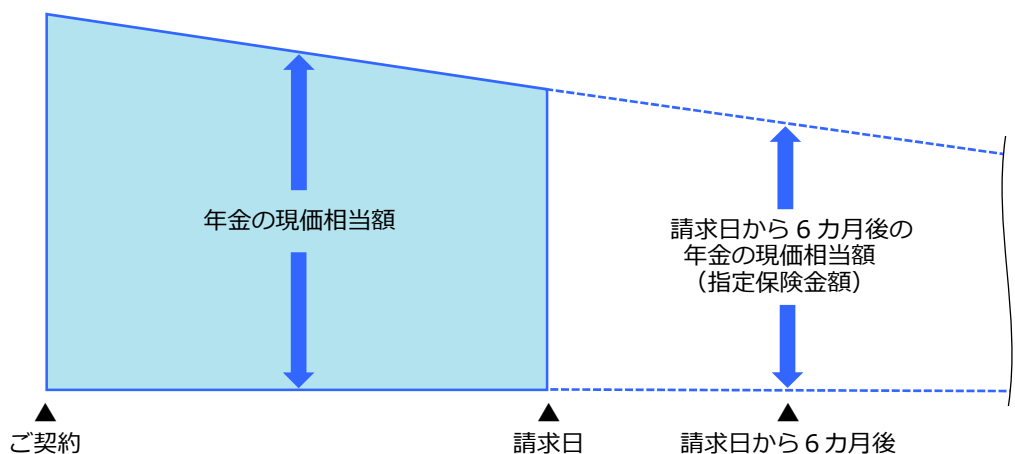 年金の現価相当額
請求日から6カ月後の
年金の現価相当額
（指定保険金額）
▲
▲
▲
ご契約
請求日
請求日から6カ月後